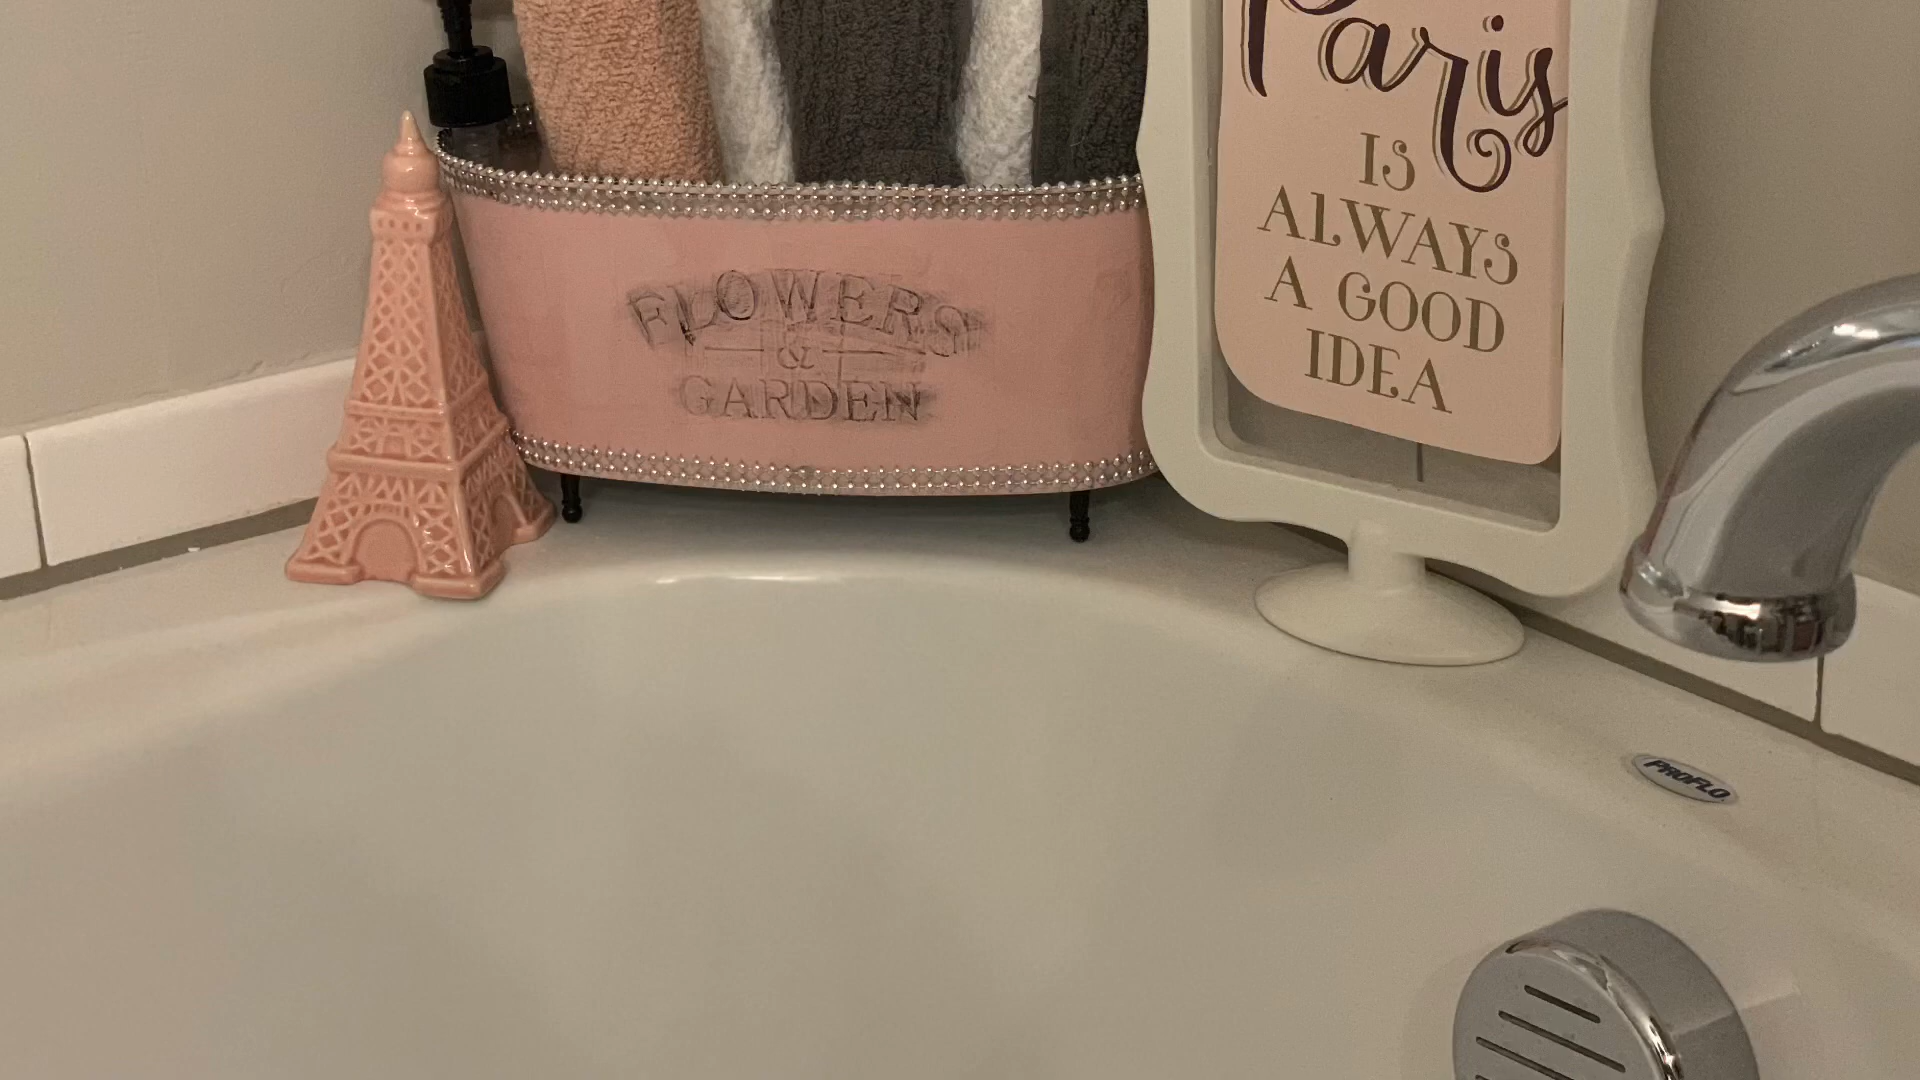 Paris
IS
ALWAYS
A GOOD
IDEA
FLOWERS
&
GARDEN
PROFLO